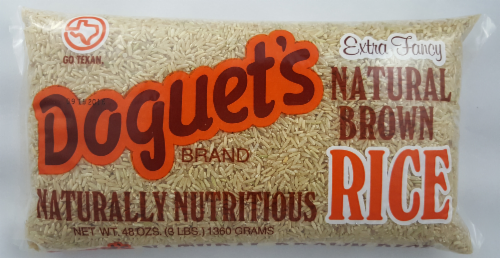 GO TEXAN.
Extra Fancy
Doguet's
BRAND
NATURAL
BROWN
RICE
NATURALLY NUTRITIOUS
NET WT. 48 OZS. (3 LBS.) 1360 GRAMS